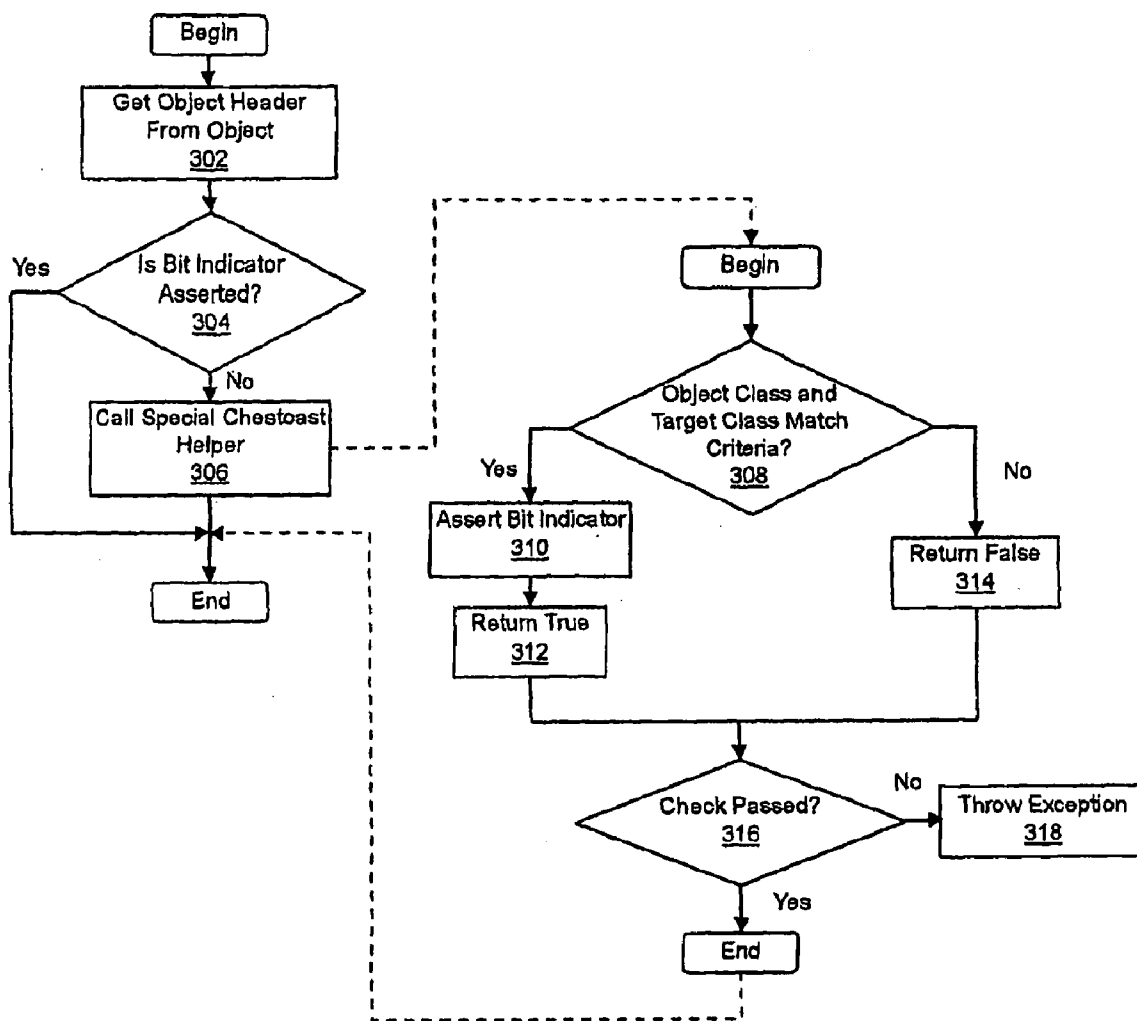 Begin
Get Object Header
From Object
302
Is Bit Indicator
Asserted?
304
Yes
No
Call Special Chestoast
Helper
306
End
Begin
Object Class and
Target Class Match
Criteria?
308
Yes
No
Assert Bit Indicator
310
Return True
312
Return False
314
Check Passed?
316
No
Throw Exception
318
Yes
End